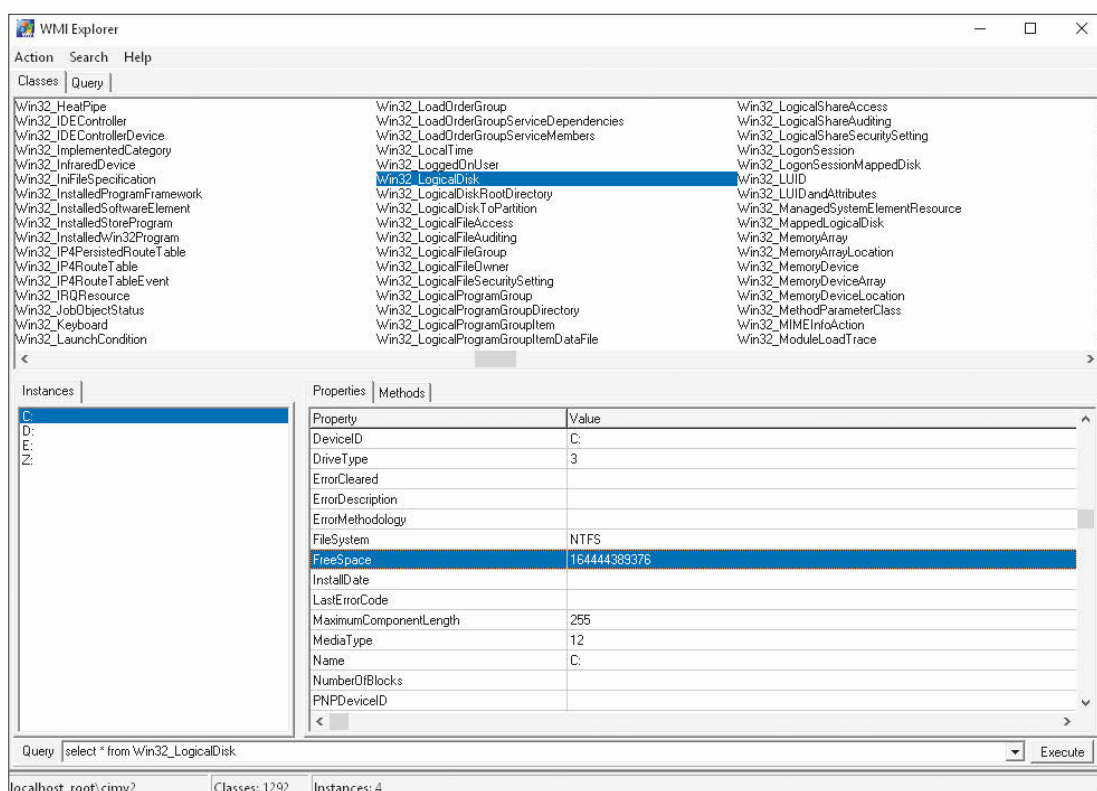 WMI Explorer
Action Search Help
Classes Query
Win32_HeatPipe Win32_LoadOrderGroup Win32_LogicalShareAccess
Win32_IDEController Win32_LoadOrderGroupServiceDependencies Win32_LogicalShareAuditing
Win32_IDEControllerDevice Win32_LoadOrderGroupServiceMembers Win32_LogicalShareSecuritySetting
Win32_ImplementedCategory Win32_LocalTime Win32_LogonSession
Win32_InfraredDevice Win32_LoggedOnUser Win32_LogonSessionMappedDisk
Win32_IniFileSpecification Win32_LogicalDisk Win32_LUID
Win32_InstalledProgramFramework Win32_LogicalDiskRootDirectory Win32_LUIDandAttributes
Win32_InstalledSoftwareElement Win32_LogicalDiskToPartition Win32_ManagedSystemElementResource
Win32_InstalledStoreProgram Win32_LogicalFileAccess Win32_MappedLogicalDisk
Win32_InstalledWin32Program Win32_LogicalFileAuditing Win32_MemoryArray
Win32_IP4PersistedRouteTable Win32_LogicalFileGroup Win32_MemoryArrayLocation
Win32_IP4RouteTable Win32_LogicalFileOwner Win32_MemoryDevice
Win32_IP4RouteTableEvent Win32_LogicalFileSecuritySetting Win32_MemoryDeviceArray
Win32_IRQResource Win32_LogicalProgramGroup Win32_MemoryDeviceLocation
Win32_JobObjectStatus Win32_LogicalProgramGroupDirectory Win32_MethodParameterClass
Win32_Keyboard Win32_LogicalProgramGroupItem Win32_MIMEInfoAction
Win32_LaunchCondition Win32_LogicalProgramGroupItemDataFile Win32_ModuleLoadTrace
Instances
C:
D:
E:
Z:
Properties Methods
Property Value
DeviceID C:
DriveType 3
ErrorCleared
ErrorDescription
ErrorMethodology
FileSystem NTFS
FreeSpace 164444389376
InstallDate
LastErrorCode
MaximumComponentLength 255
MediaType 12
Name C:
NumberOfBlocks
PNPDeviceID
Query select * from Win32_LogicalDisk Execute
localhost root\cimv2 Classes: 1292 Instances: 4